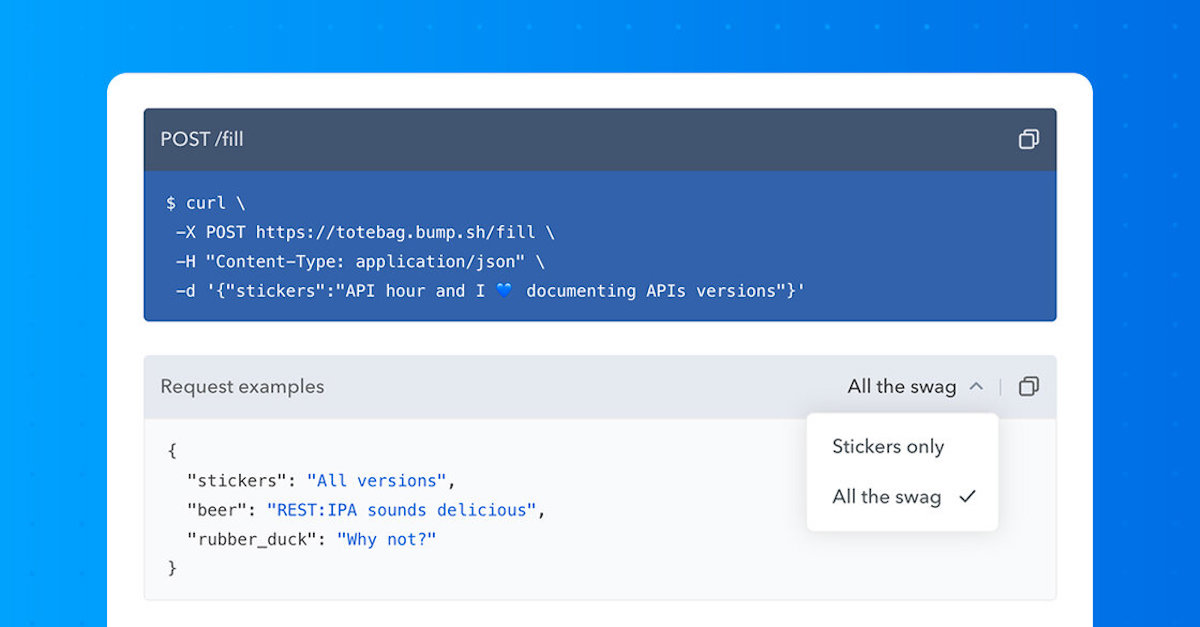 POST /fill
$ curl \
-X POST https://totebag.bump.sh/fill \
-H "Content-Type: application/json" \
-d '{"stickers":"API hour and I 💙 documenting APIs versions"}'
Request examples
All the swag
{
"stickers": "All versions",
"beer": "REST:IPA sounds delicious",
"rubber_duck": "Why not?"
}
Stickers only
All the swag